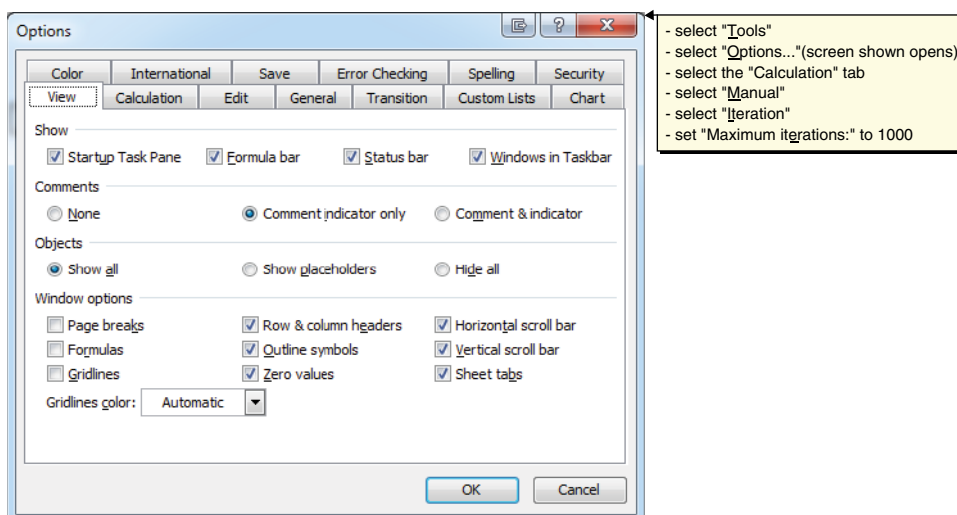 Options
Color International Save Error Checking Spelling Security
View Calculation Edit General Transition Custom Lists Chart
Show
Startup Task Pane Formula bar Status bar Windows in Taskbar
Comments
None Comment indicator only Comment & indicator
Objects
Show all Show placeholders Hide all
Window options
Page breaks Row & column headers Horizontal scroll bar
Formulas Outline symbols Vertical scroll bar
Gridlines Zero values Sheet tabs
Gridlines color: Automatic
OK Cancel
- select "Tools"
- select "Options..."(screen shown opens)
- select the "Calculation" tab
- select "Manual"
- select "Iteration"
- set "Maximum iterations:" to 1000